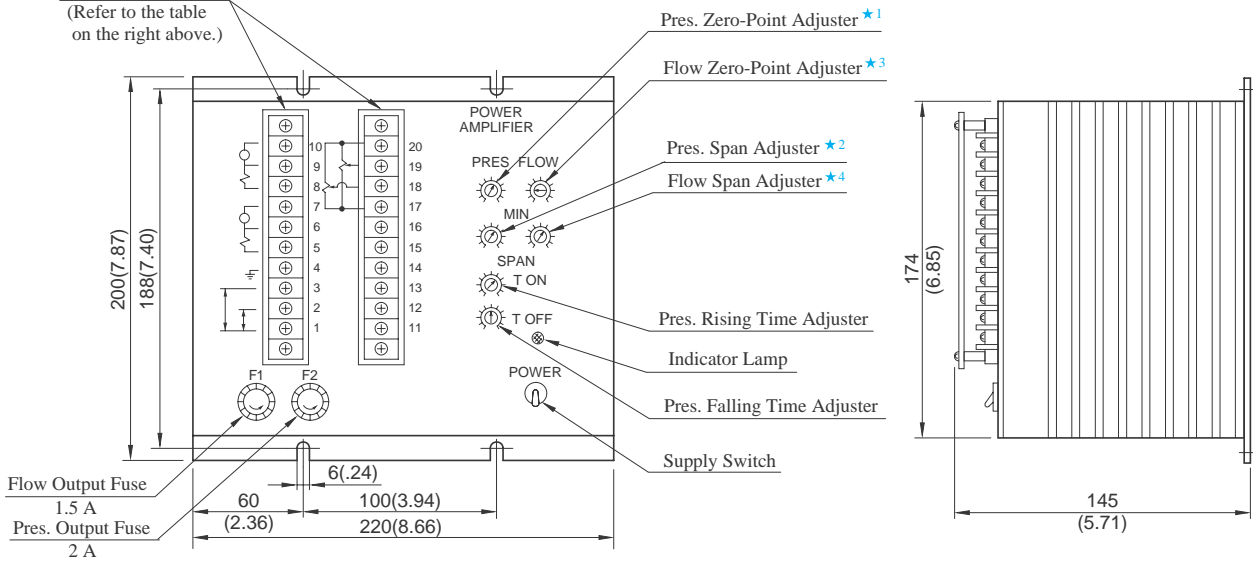 (Refer to the table
on the right above.)
Pres. Zero-Point Adjuster ★1
Flow Zero-Point Adjuster ★3
Pres. Span Adjuster ★2
Flow Span Adjuster ★4
Pres. Rising Time Adjuster
Indicator Lamp
Pres. Falling Time Adjuster
Supply Switch
POWER
AMPLIFIER
PRES FLOW
MIN
SPAN
T ON
T OFF
POWER
10
9
8
7
6
5
4
3
2
1
20
19
18
17
16
15
14
13
12
11
F1 F2
200(7.87)
188(7.40)
Flow Output Fuse
1.5 A
Pres. Output Fuse
2 A
6(.24)
60
(2.36)
100(3.94)
220(8.66)
174
(6.85)
145
(5.71)